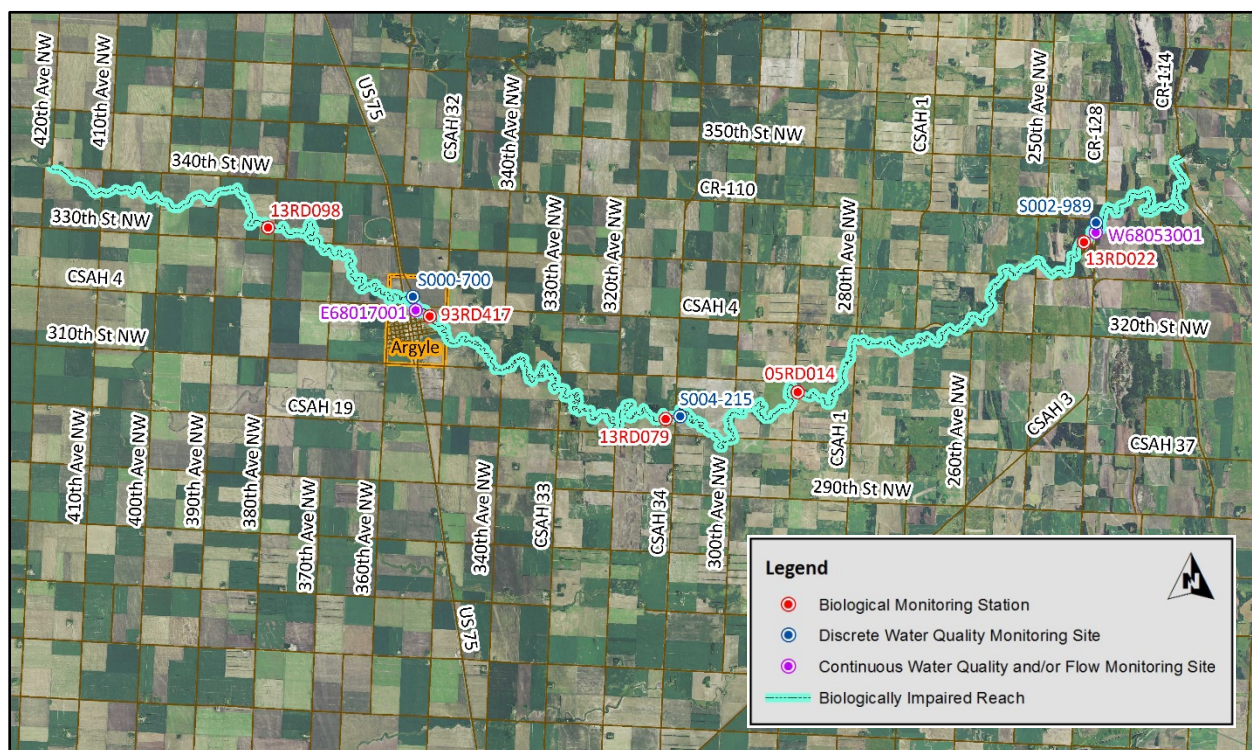 420th Ave NW
410th Ave NW
US 75
CSAH 32
340th Ave NW
350th St NW
CSAH 1
250th Ave NW
CR-128
CR-114
340th St NW
CR-110
330th St NW
13RD098
330th Ave NW
320th Ave NW
280th Ave NW
S002-989
W68053001
13RD022
CSAH 4
S000-700
E68017001
93RD417
CSAH 4
310th St NW
Argyle
320th St NW
05RD014
CSAH 19
S004-215
13RD079
CSAH 1
260th Ave NW
CSAH 3
CSAH 37
410th Ave NW
400th Ave NW
390th Ave NW
380th Ave NW
370th Ave NW
360th Ave NW
340th Ave NW
CSAH 33
CSAH 34
300th Ave NW
290th St NW
US 75
Legend
N
Biological Monitoring Station
Discrete Water Quality Monitoring Site
Continuous Water Quality and/or Flow Monitoring Site
Biologically Impaired Reach